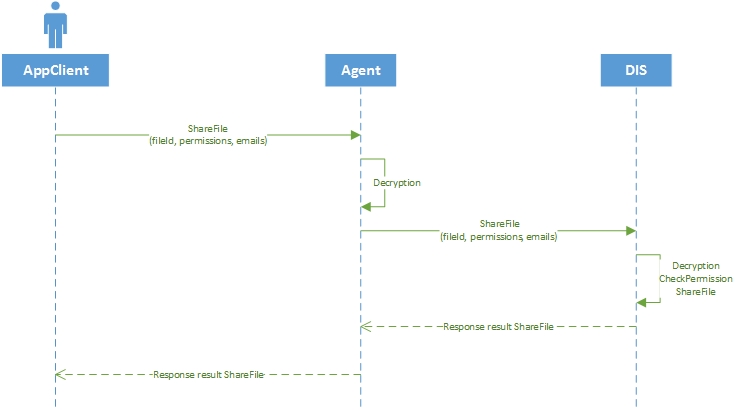 AppClient
Agent
DIS
ShareFile
(fileId, permissions, emails)
Decryption
ShareFile
(fileId, permissions, emails)
Decryption
CheckPermission
ShareFile
Response result ShareFile
Response result ShareFile